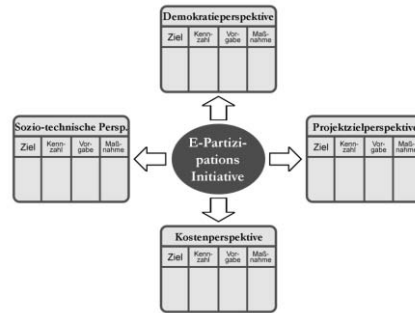 Demokratieperspektive
Ziel Kenn- Vor- Maß-
zahl gabe nahme
Sozio-technische Persp.
Ziel Kenn- Vor- Maß-
zahl gabe nahme
E-Partizi-
pations
Initiative
Projektzielperspektive
Ziel Kenn- Vor- Maß-
zahl gabe nahme
Kostenperspektive
Ziel Kenn- Vor- Maß-
zahl gabe nahme